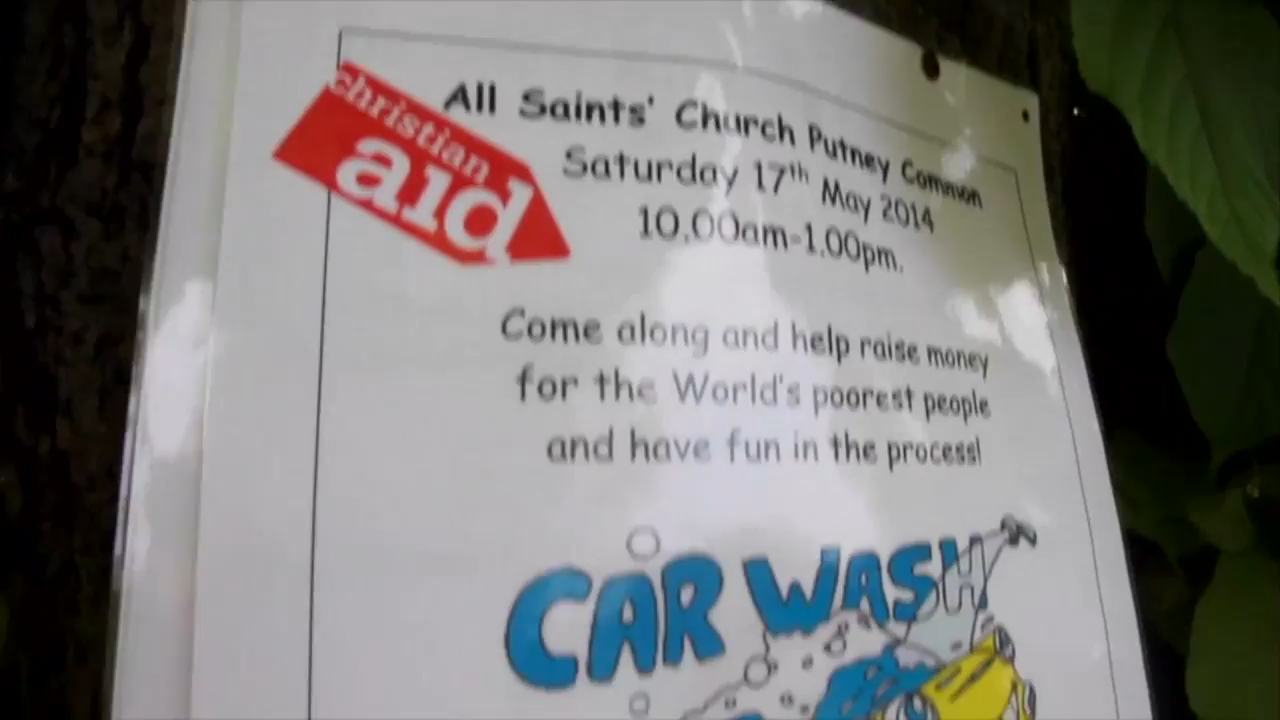 christian
aid
All Saints' Church Putney Common
Saturday 17th May 2014
10.00am-1.00pm.
Come along and help raise money
for the World's poorest people
and have fun in the process!
CAR WASH